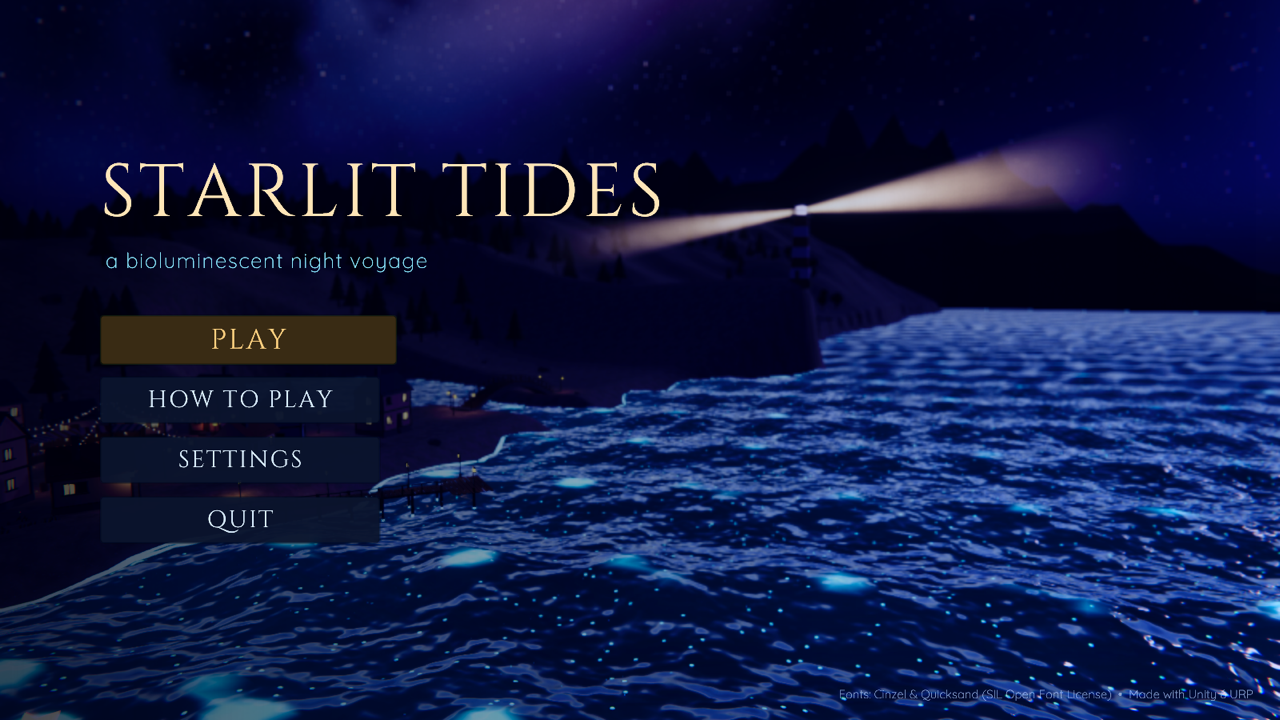 STARLIT TIDES
a bioluminescent night voyage
PLAY
HOW TO PLAY
SETTINGS
QUIT
Fonts: Cinzel & Quicksand (SIL Open Font License) • Made with Unity 6 URP